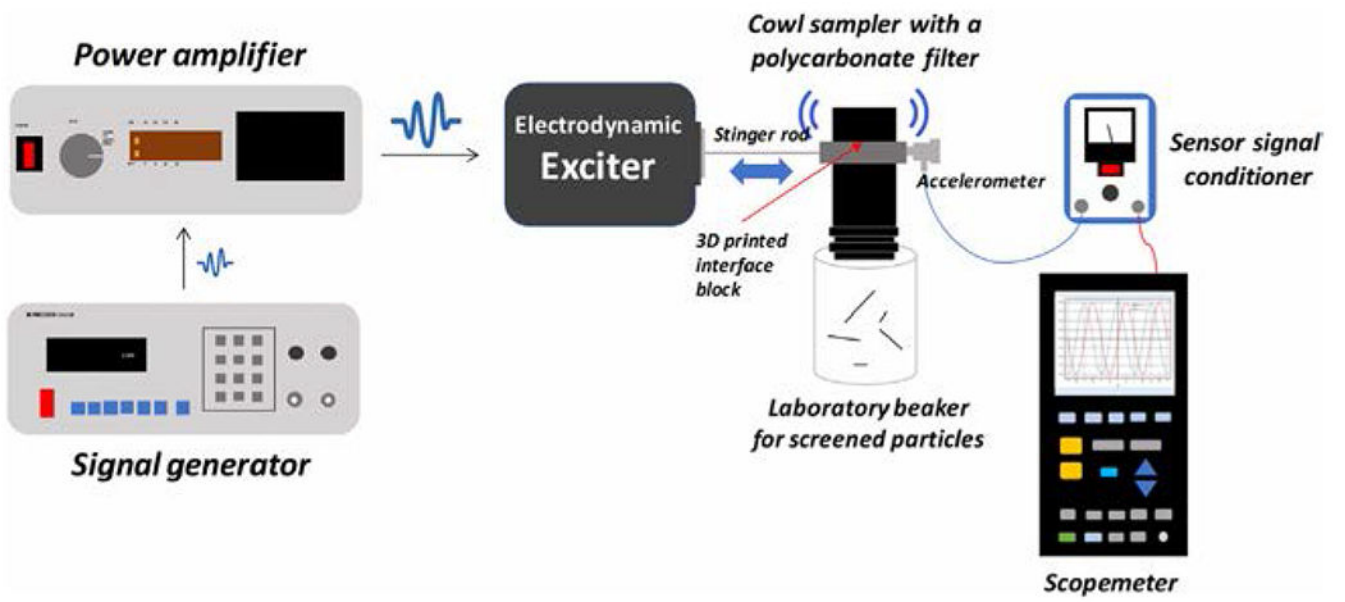 Cowl sampler with a
polycarbonate filter
Power amplifier
Electrodynamic
Exciter
Stinger rod
Accelerometer
Sensor signal
conditioner
3D printed
interface
block
Laboratory beaker
for screened particles
Signal generator
Scopemeter